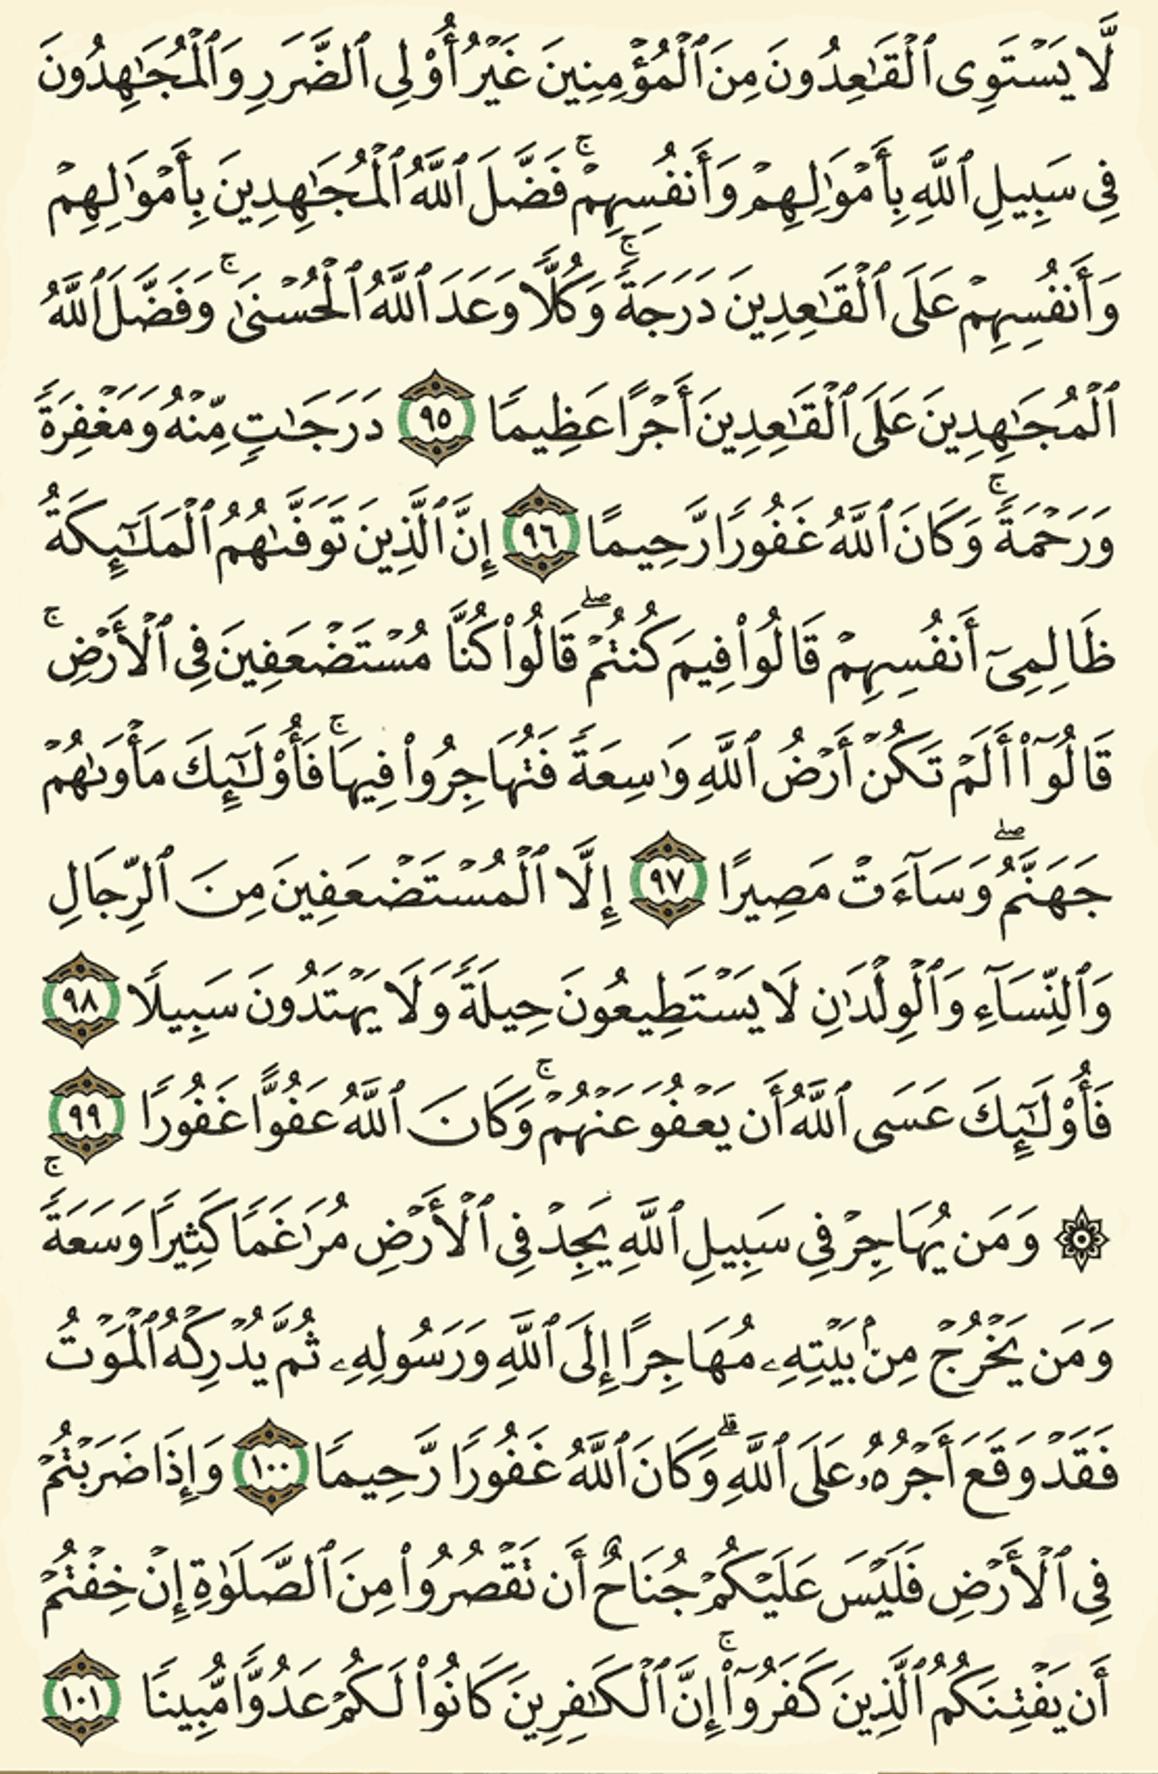 لَّا يَسْتَوِى ٱلْقَـٰعِدُونَ مِنَ ٱلْمُؤْمِنِينَ غَيْرُ أُو۟لِى ٱلضَّرَرِ وَٱلْمُجَـٰهِدُونَ
فِى سَبِيلِ ٱللَّهِ بِأَمْوَٰلِهِمْ وَأَنفُسِهِمْ ۚ فَضَّلَ ٱللَّهُ ٱلْمُجَـٰهِدِينَ بِأَمْوَٰلِهِمْ
وَأَنفُسِهِمْ عَلَى ٱلْقَـٰعِدِينَ دَرَجَةً ۚ وَكُلًّا وَعَدَ ٱللَّهُ ٱلْحُسْنَىٰ ۚ وَفَضَّلَ ٱللَّهُ
ٱلْمُجَـٰهِدِينَ عَلَى ٱلْقَـٰعِدِينَ أَجْرًا عَظِيمًا ٩٥ دَرَجَـٰتٍ مِّنْهُ وَمَغْفِرَةً
وَرَحْمَةً ۚ وَكَانَ ٱللَّهُ غَفُورًا رَّحِيمًا ٩٦ إِنَّ ٱلَّذِينَ تَوَفَّىٰهُمُ ٱلْمَلَـٰٓئِكَةُ
ظَالِمِىٓ أَنفُسِهِمْ قَالُوا۟ فِيمَ كُنتُمْ ۖ قَالُوا۟ كُنَّا مُسْتَضْعَفِينَ فِى ٱلْأَرْضِ ۚ
قَالُوٓا۟ أَلَمْ تَكُنْ أَرْضُ ٱللَّهِ وَٰسِعَةً فَتُهَاجِرُوا۟ فِيهَا ۚ فَأُو۟لَـٰٓئِكَ مَأْوَىٰهُمْ
جَهَنَّمُ ۖ وَسَآءَتْ مَصِيرًا ٩٧ إِلَّا ٱلْمُسْتَضْعَفِينَ مِنَ ٱلرِّجَالِ
وَٱلنِّسَآءِ وَٱلْوِلْدَٰنِ لَا يَسْتَطِيعُونَ حِيلَةً وَلَا يَهْتَدُونَ سَبِيلًا ٩٨
فَأُو۟لَـٰٓئِكَ عَسَى ٱللَّهُ أَن يَعْفُوَ عَنْهُمْ ۚ وَكَانَ ٱللَّهُ عَفُوًّا غَفُورًا ٩٩
۞ وَمَن يُهَاجِرْ فِى سَبِيلِ ٱللَّهِ يَجِدْ فِى ٱلْأَرْضِ مُرَٰغَمًا كَثِيرًا وَسَعَةً ۚ
وَمَن يَخْرُجْ مِنۢ بَيْتِهِۦ مُهَاجِرًا إِلَى ٱللَّهِ وَرَسُولِهِۦ ثُمَّ يُدْرِكْهُ ٱلْمَوْتُ
فَقَدْ وَقَعَ أَجْرُهُۥ عَلَى ٱللَّهِ ۗ وَكَانَ ٱللَّهُ غَفُورًا رَّحِيمًا ١٠٠ وَإِذَا ضَرَبْتُمْ
فِى ٱلْأَرْضِ فَلَيْسَ عَلَيْكُمْ جُنَاحٌ أَن تَقْصُرُوا۟ مِنَ ٱلصَّلَوٰةِ إِنْ خِفْتُمْ
أَن يَفْتِنَكُمُ ٱلَّذِينَ كَفَرُوٓا۟ ۚ إِنَّ ٱلْكَـٰفِرِينَ كَانُوا۟ لَكُمْ عَدُوًّا مُّبِينًا ١٠١